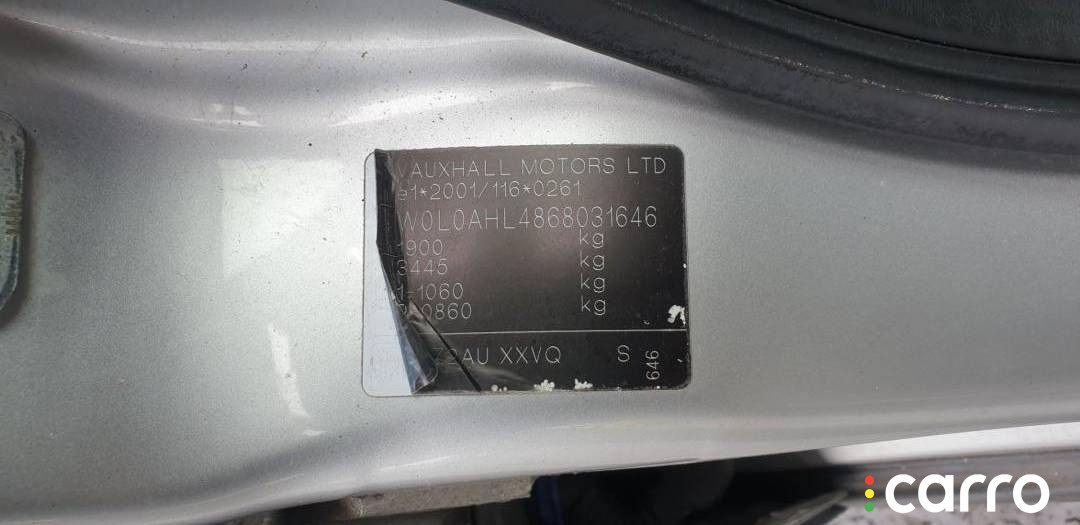 VAUXHALL MOTORS LTD
e1*2001/116*0261
W0L0AHL4868031646
1900 kg
3445 kg
1-1060 kg
0860 kg
Z2AU XXVQ S 646
carro